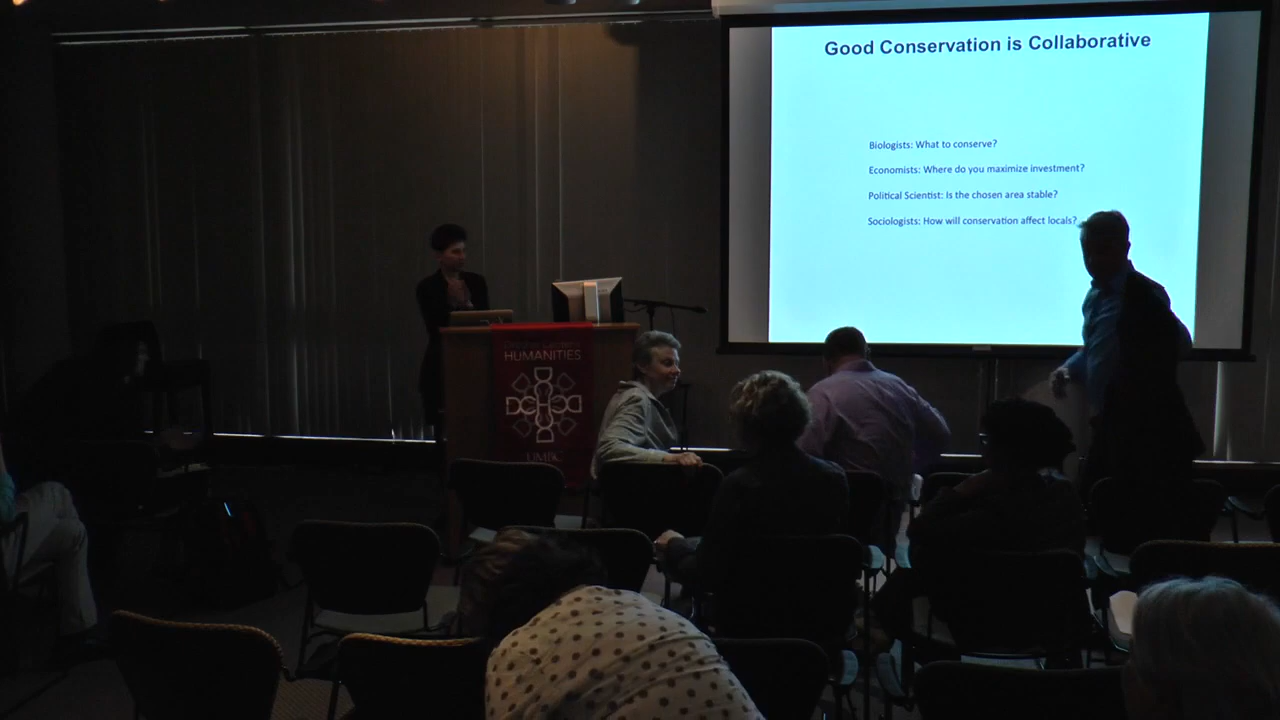 Good Conservation is Collaborative
Biologists: What to conserve?
Economists: Where do you maximize investment?
Political Scientist: Is the chosen area stable?
Sociologists: How will conservation affect locals?
HUMANITIES
UMBC